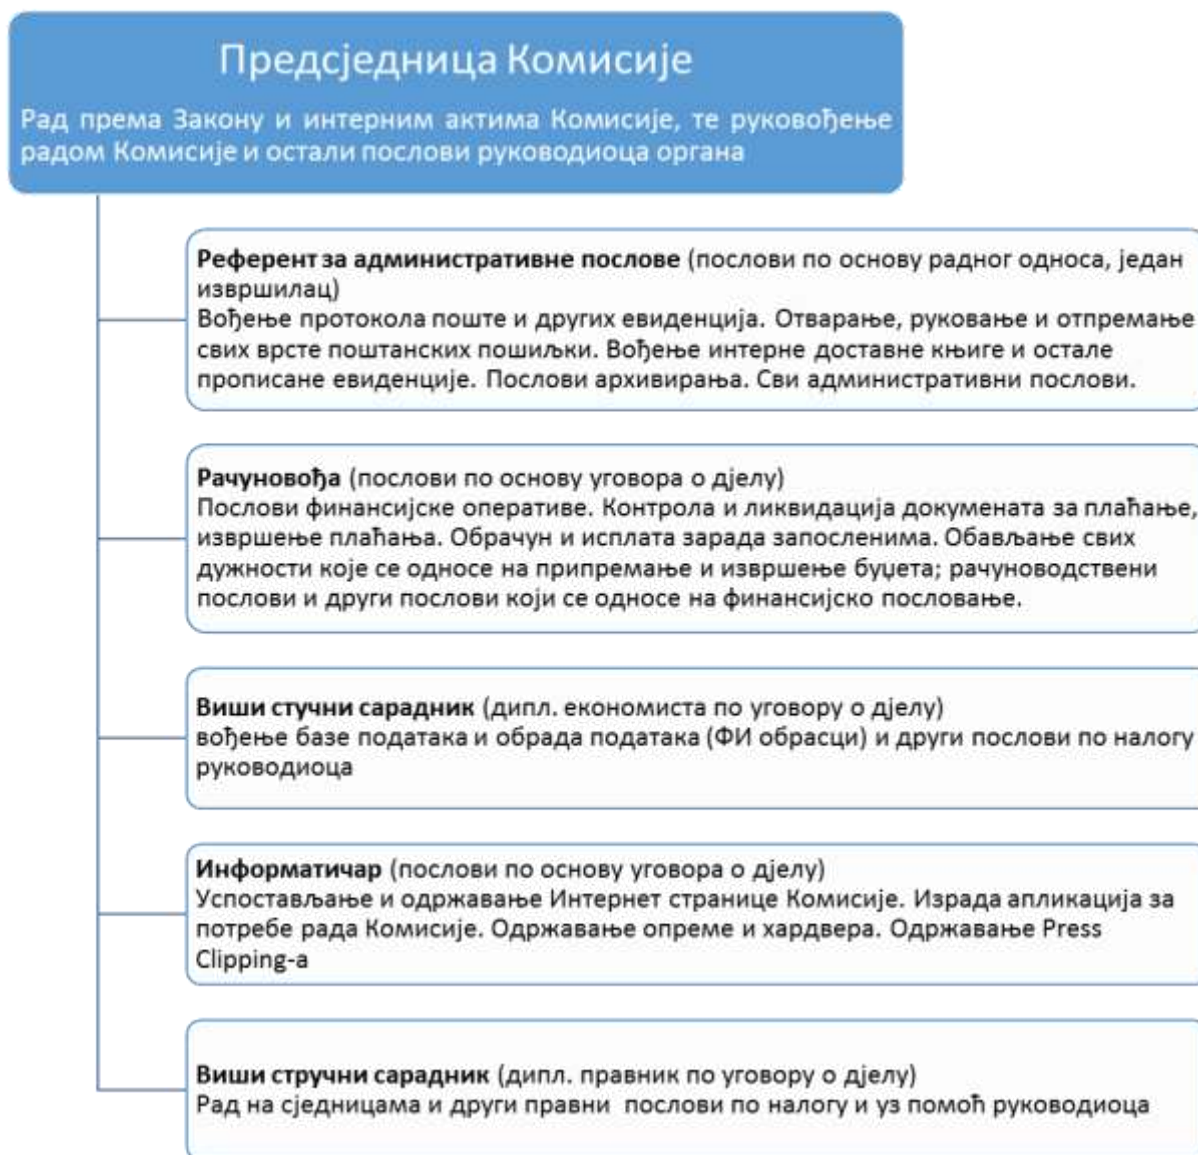 Предсједница Комисије
Рад према Закону и интерним актима Комисије, те руковођење
радом Комисије и остали послови руководиоца органа
Референт за административне послове (послови по основу радног односа, један
извршилац)
Вођење протокола поште и других евиденција. Отварање, руковање и отпремање
свих врсте поштанских пошиљки. Вођење интерне доставне књиге и остале
прописане евиденције. Послови архивирања. Сви административни послови.
Рачуновођа (послови по основу уговора о дјелу)
Послови финансијске оперативе. Контрола и ликвидација докумената за плаћање,
извршење плаћања. Обрачун и исплата зарада запосленима. Обављање свих
дужности које се односе на припремање и извршење буџета; рачуноводствени
послови и други послови који се односе на финансијско пословање.
Виши стучни сарадник (дипл. економиста по уговору о дјелу)
вођење базе података и обрада података (ФИ обрасци) и други послови по налогу
руководиоца
Информатичар (послови по основу уговора о дјелу)
Успостављање и одржавање Интернет странице Комисије. Израда апликација за
потребе рада Комисије. Одржавање опреме и хардвера. Одржавање Press
Clipping-а
Виши стручни сарадник (дипл. правник по уговору о дјелу)
Рад на сједницама и други правни послови по налогу и уз помоћ руководиоца